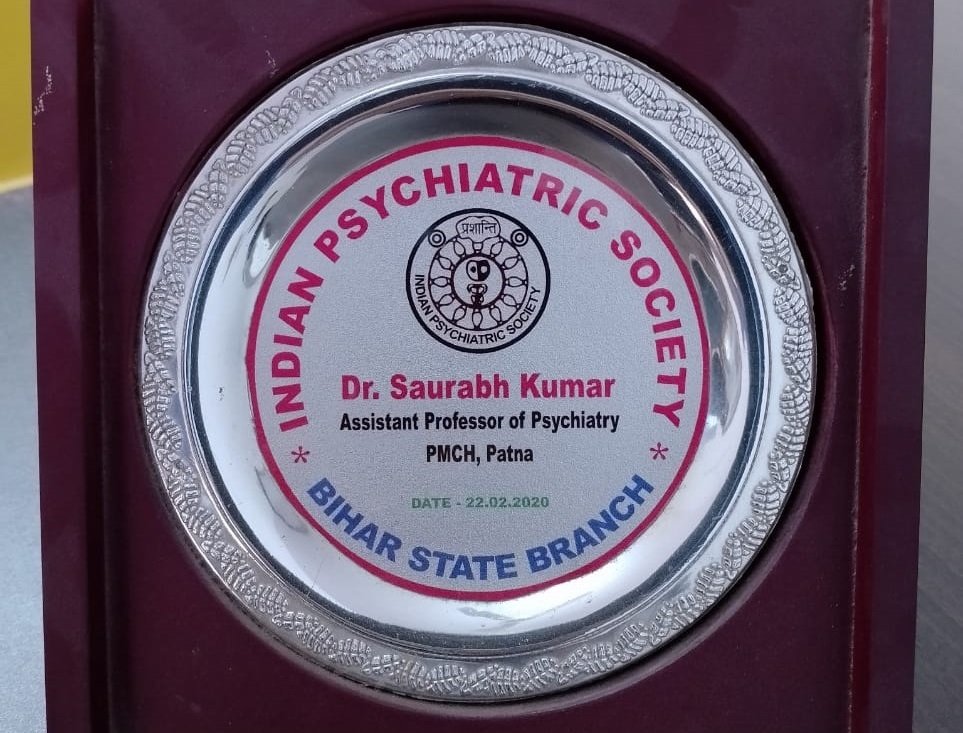 INDIAN PSYCHIATRIC SOCIETY
प्रशान्ति
INDIAN PSYCHIATRIC SOCIETY
Dr. Saurabh Kumar
Assistant Professor of Psychiatry
PMCH, Patna
DATE - 22.02.2020
* BIHAR STATE BRANCH *